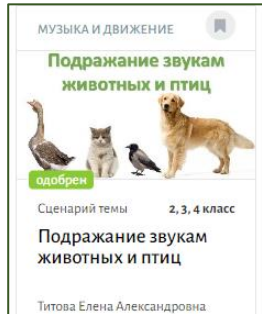 МУЗЫКА И ДВИЖЕНИЕ
Подражание звукам
животных и птиц
одобрен
Сценарий темы 2, 3, 4 класс
Подражание звукам
животных и птиц
Титова Елена Александровна